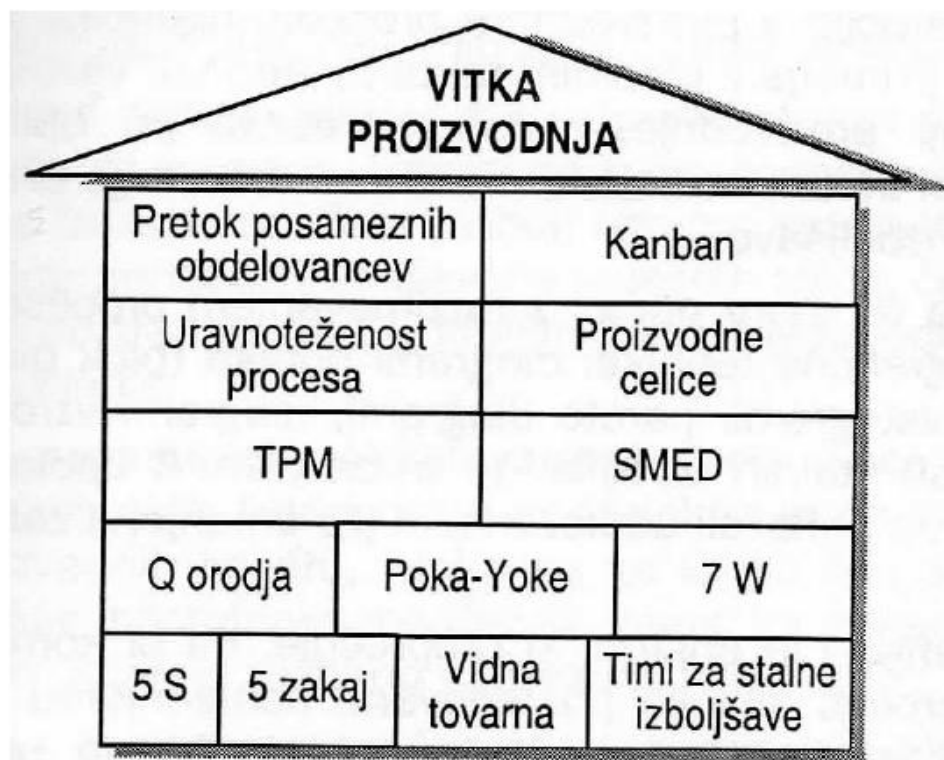 VITKA
PROIZVODNJA
Pretok posameznih
obdelovancev
Kanban
Uravnoteženost
procesa
Proizvodne
celice
TPM
SMED
Q orodja
Poka-Yoke
7 W
5 S
5 zakaj
Vidna
tovarna
Timi za stalne
izboljšave